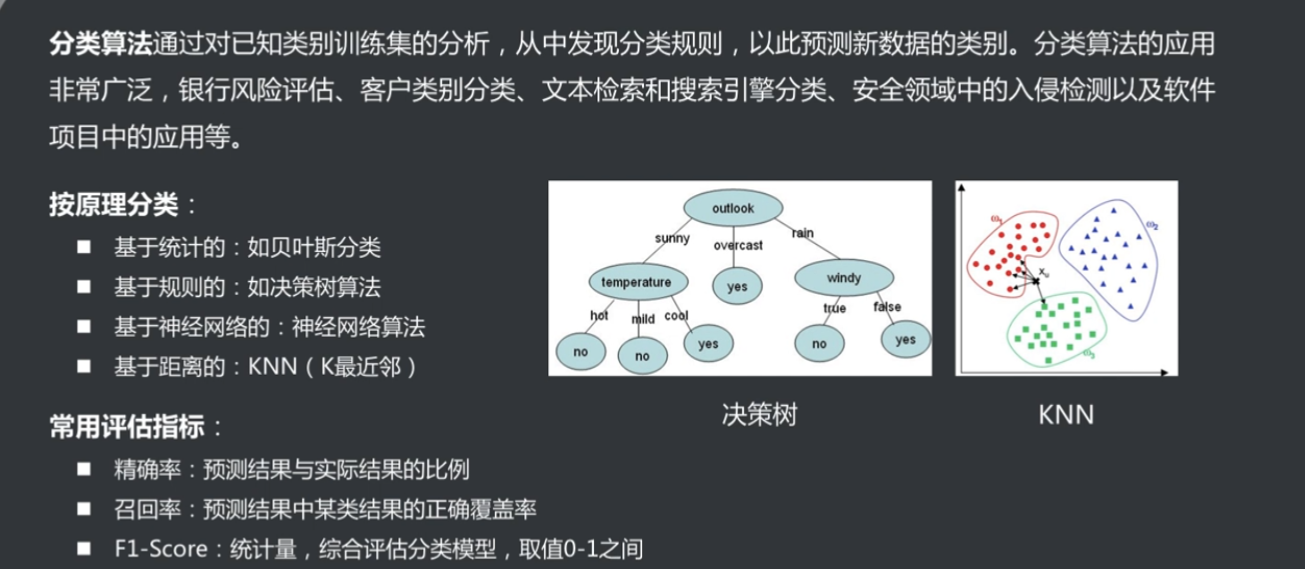 分类算法通过对已知类别训练集的分析，从中发现分类规则，以此预测新数据的类别。分类算法的应用
非常广泛，银行风险评估、客户类别分类、文本检索和搜索引擎分类、安全领域中的入侵检测以及软件
项目中的应用等。
按原理分类：
■ 基于统计的：如贝叶斯分类
■ 基于规则的：如决策树算法
■ 基于神经网络的：神经网络算法
■ 基于距离的：KNN（K最近邻）
outlook
sunny
overcast
rain
temperature
yes
windy
hot
mild
cool
true
false
no
no
yes
no
yes
决策树
ω₁
ω₂
Xᵤ
ω₃
KNN
常用评估指标：
■ 精确率：预测结果与实际结果的比例
■ 召回率：预测结果中某类结果的正确覆盖率
■ F1-Score：统计量，综合评估分类模型，取值0-1之间